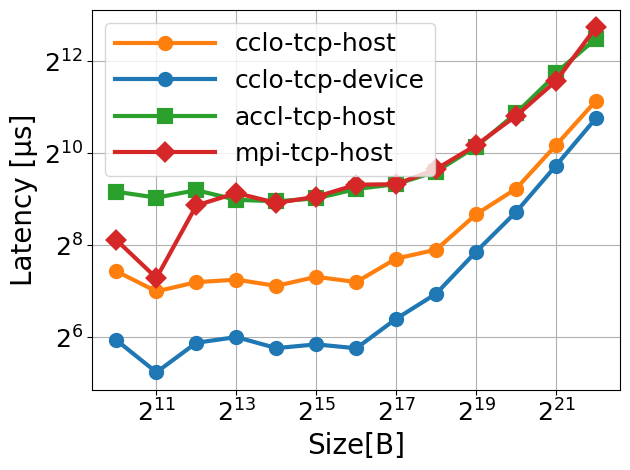 cclo-tcp-host
cclo-tcp-device
accl-tcp-host
mpi-tcp-host
Latency [μs]
2^12
2^10
2^8
2^6
2^11 2^13 2^15 2^17 2^19 2^21
Size[B]